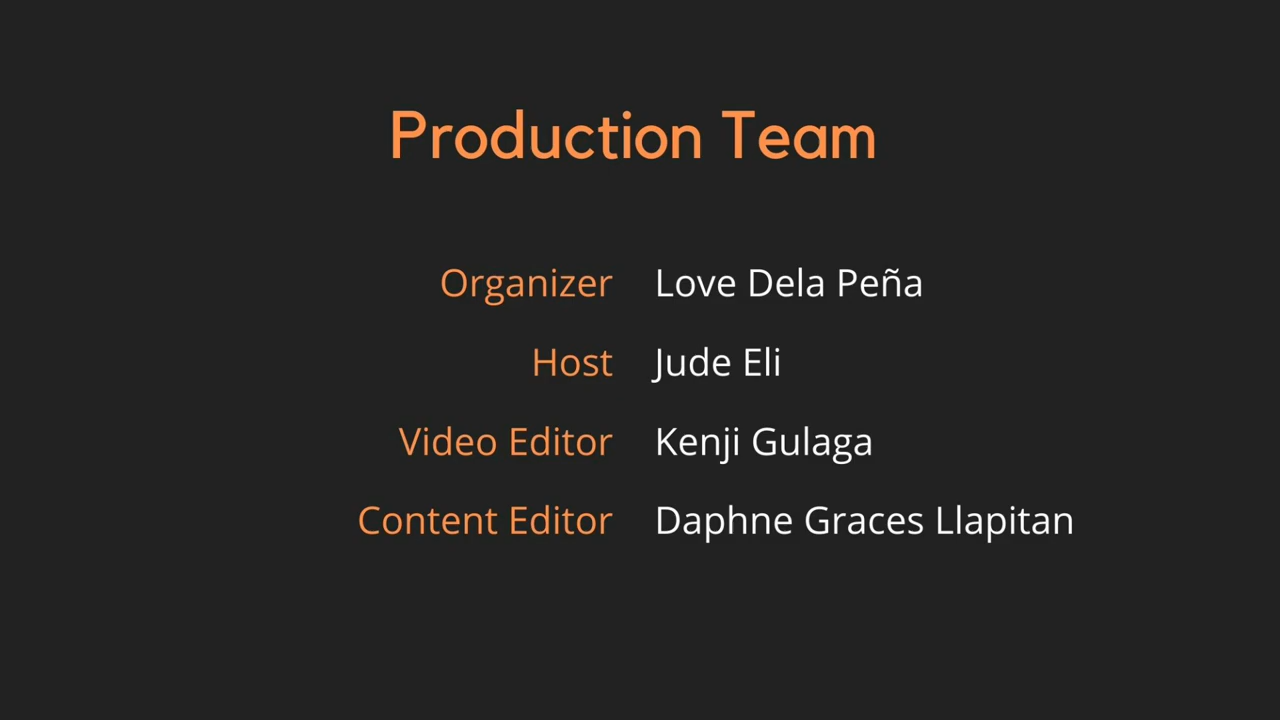 Production Team
Organizer Love Dela Peña
Host Jude Eli
Video Editor Kenji Gulaga
Content Editor Daphne Graces Llapitan